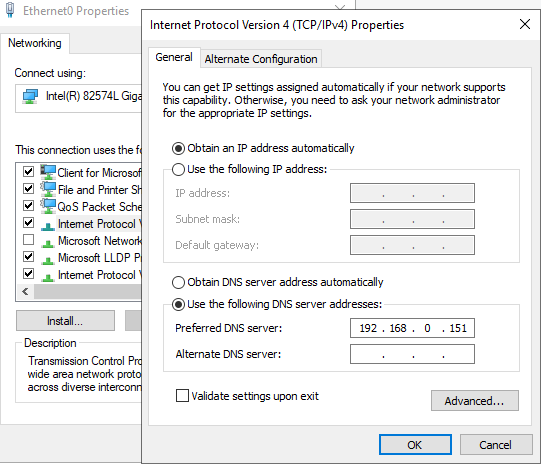 Ethernet0 Properties
Networking
Connect using:
Intel(R) 82574L Giga
This connection uses the fo
Client for Microsof
File and Printer Sh
QoS Packet Sche
Internet Protocol V
Microsoft Network
Microsoft LLDP Pr
Internet Protocol V
Install...
Description
Transmission Control Pro
wide area network proto
across diverse interconn
Internet Protocol Version 4 (TCP/IPv4) Properties
General
Alternate Configuration
You can get IP settings assigned automatically if your network supports
this capability. Otherwise, you need to ask your network administrator
for the appropriate IP settings.
Obtain an IP address automatically
Use the following IP address:
IP address: . . .
Subnet mask: . . .
Default gateway: . . .
Obtain DNS server address automatically
Use the following DNS server addresses:
Preferred DNS server: 192 . 168 . 0 . 151
Alternate DNS server: . . .
Validate settings upon exit
Advanced...
OK
Cancel